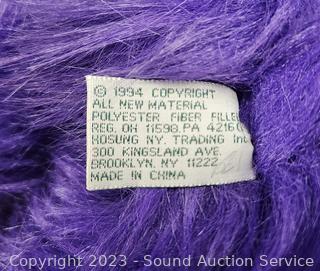 © 1994 COPYRIGHT
ALL NEW MATERIAL
POLYESTER FIBER FILLE
REG. OH 11598. PA 4216
HOSUNG NY. TRADING Inc
300 KINGSLAND AVE.
BROOKLYN. NY 11222
MADE IN CHINA
Copyright 2023 - Sound Auction Service